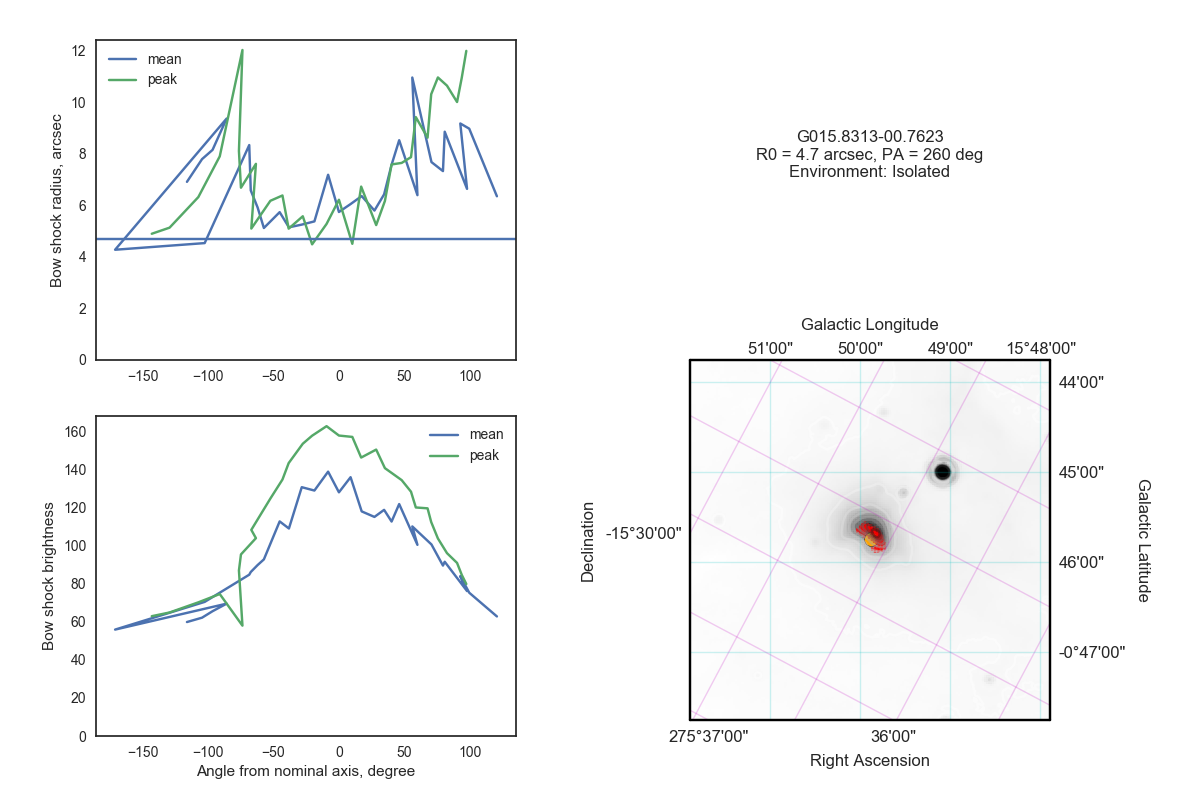 12
10
8
6
4
2
0
Bow shock radius, arcsec
mean
peak
−150
−100
−50
0
50
100
G015.8313-00.7623
R0 = 4.7 arcsec, PA = 260 deg
Environment: Isolated
160
140
120
100
80
60
40
20
0
Bow shock brightness
mean
peak
−150
−100
−50
0
50
100
Angle from nominal axis, degree
Galactic Longitude
51'00"
50'00"
49'00"
15°48'00"
44'00"
45'00"
46'00"
-0°47'00"
Galactic Latitude
Declination
-15°30'00"
275°37'00"
36'00"
Right Ascension